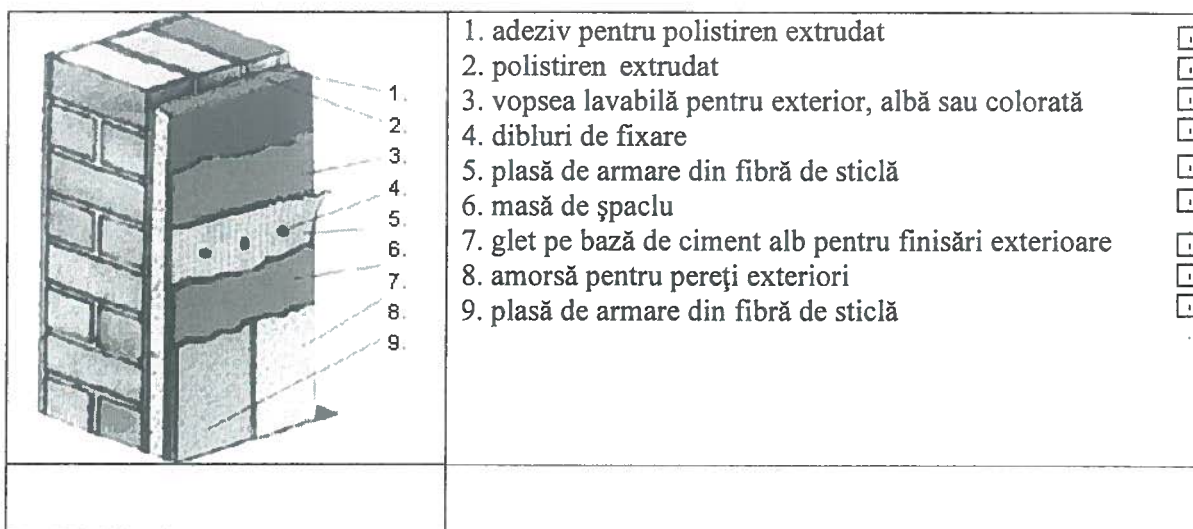 1.
2.
3.
4.
5.
6.
7.
8.
9.
1. adeziv pentru polistiren extrudat
2. polistiren extrudat
3. vopsea lavabilă pentru exterior, albă sau colorată
4. dibluri de fixare
5. plasă de armare din fibră de sticlă
6. masă de şpaclu
7. glet pe bază de ciment alb pentru finisări exterioare
8. amorsă pentru pereţi exteriori
9. plasă de armare din fibră de sticlă